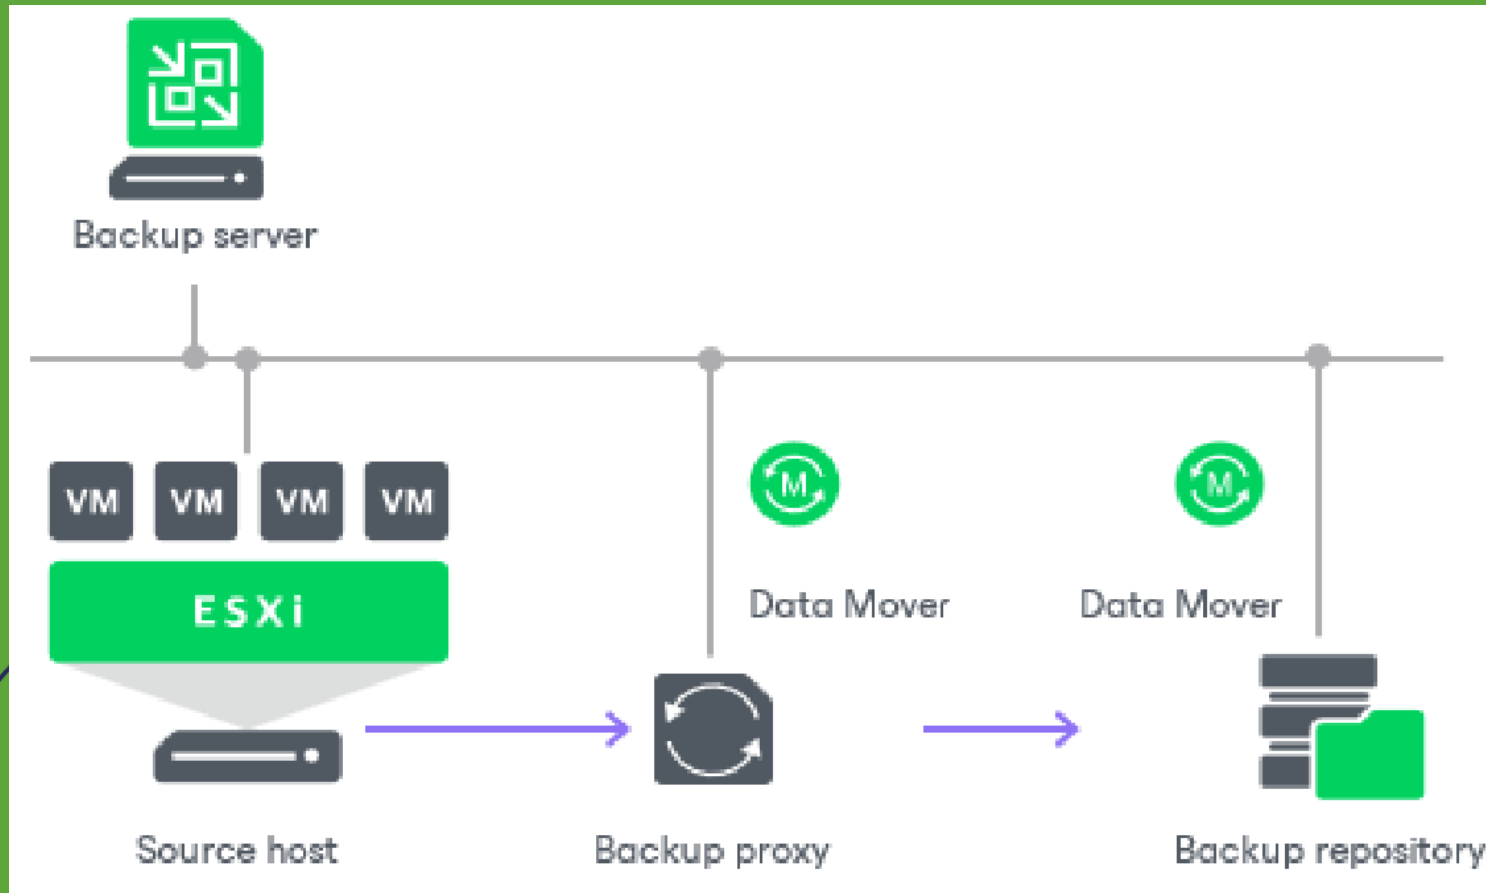 Backup server
VM VM VM VM
ESXi
M
M
Data Mover
Data Mover
Source host
Backup proxy
Backup repository